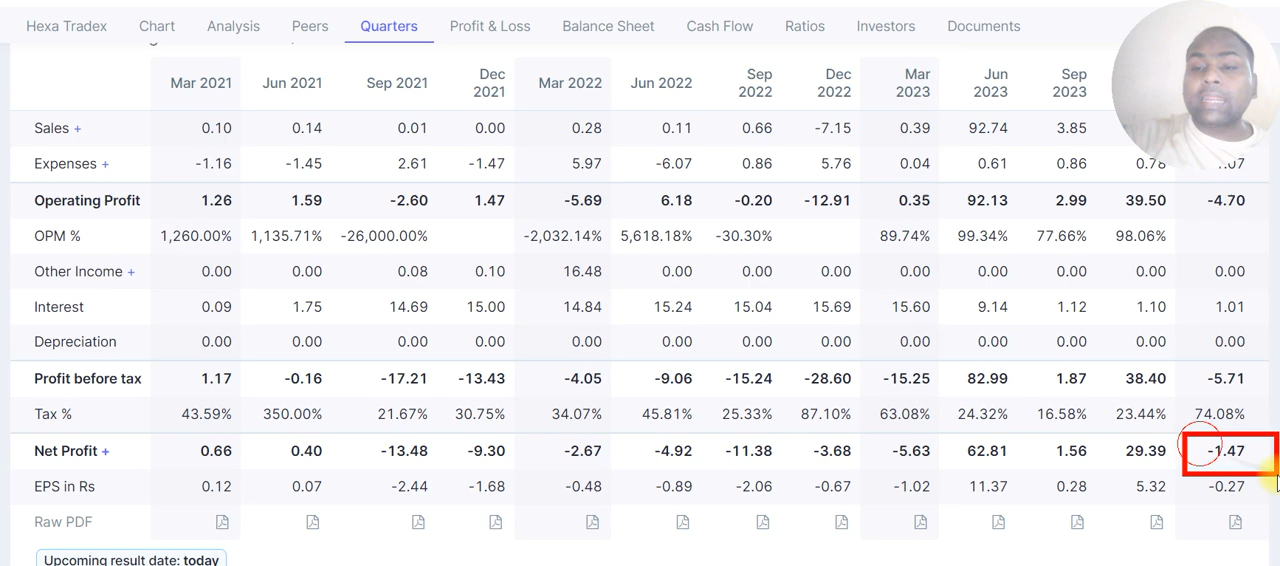 Hexa Tradex Chart Analysis Peers Quarters Profit & Loss Balance Sheet Cash Flow Ratios Investors Documents
Mar 2021 Jun 2021 Sep 2021 Dec 2021 Mar 2022 Jun 2022 Sep 2022 Dec 2022 Mar 2023 Jun 2023 Sep 2023
Sales + 0.10 0.14 0.01 0.00 0.28 0.11 0.66 -7.15 0.39 92.74 3.85
Expenses + -1.16 -1.45 2.61 -1.47 5.97 -6.07 0.86 5.76 0.04 0.61 0.86 0.78
Operating Profit 1.26 1.59 -2.60 1.47 -5.69 6.18 -0.20 -12.91 0.35 92.13 2.99 39.50 -4.70
OPM % 1,260.00% 1,135.71% -26,000.00% -2,032.14% 5,618.18% -30.30% 89.74% 99.34% 77.66% 98.06%
Other Income + 0.00 0.00 0.08 0.10 16.48 0.00 0.00 0.00 0.00 0.00 0.00 0.00 0.00
Interest 0.09 1.75 14.69 15.00 14.84 15.24 15.04 15.69 15.60 9.14 1.12 1.10 1.01
Depreciation 0.00 0.00 0.00 0.00 0.00 0.00 0.00 0.00 0.00 0.00 0.00 0.00 0.00
Profit before tax 1.17 -0.16 -17.21 -13.43 -4.05 -9.06 -15.24 -28.60 -15.25 82.99 1.87 38.40 -5.71
Tax % 43.59% 350.00% 21.67% 30.75% 34.07% 45.81% 25.33% 87.10% 63.08% 24.32% 16.58% 23.44% 74.08%
Net Profit + 0.66 0.40 -13.48 -9.30 -2.67 -4.92 -11.38 -3.68 -5.63 62.81 1.56 29.39 -1.47
EPS in Rs 0.12 0.07 -2.44 -1.68 -0.48 -0.89 -2.06 -0.67 -1.02 11.37 0.28 5.32 -0.27
Raw PDF
Upcoming result date: today